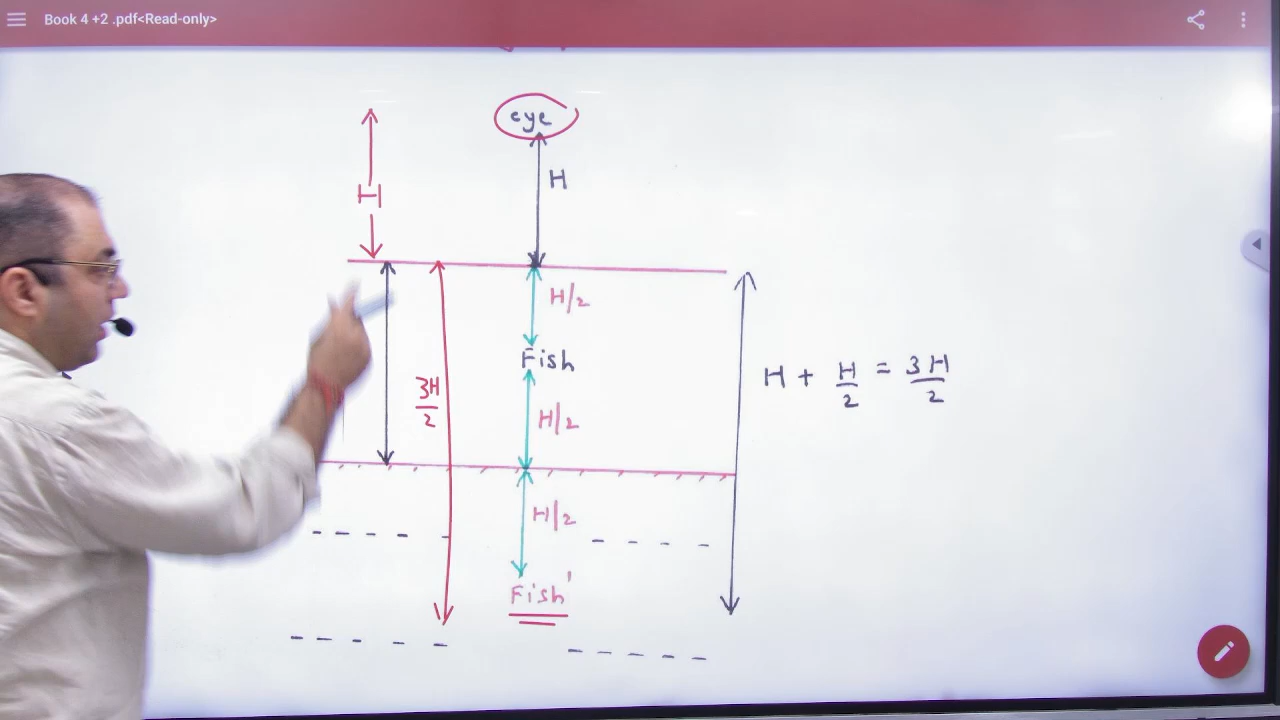 Book 4 +2 .pdf<Read-only>
eye
H
H
H/2
Fish
3H/2
H/2
H + H/2 = 3H/2
H/2
Fish'